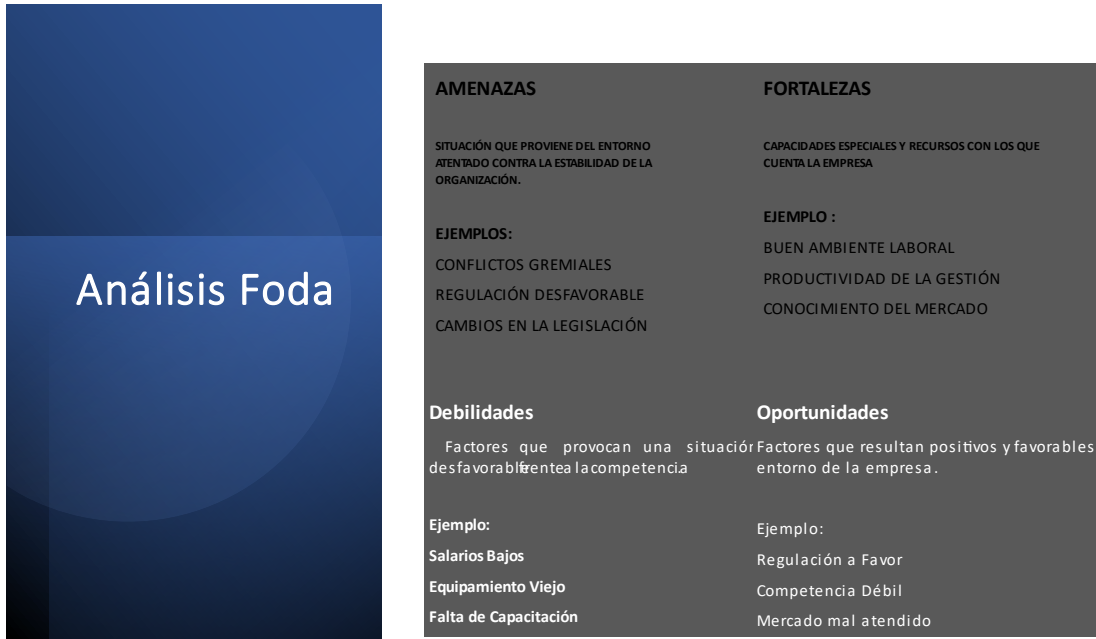 Análisis Foda
AMENAZAS
SITUACIÓN QUE PROVIENE DEL ENTORNO
ATENTADO CONTRA LA ESTABILIDAD DE LA
ORGANIZACIÓN.
EJEMPLOS:
CONFLICTOS GREMIALES
REGULACIÓN DESFAVORABLE
CAMBIOS EN LA LEGISLACIÓN
FORTALEZAS
CAPACIDADES ESPECIALES Y RECURSOS CON LOS QUE
CUENTA LA EMPRESA
EJEMPLO :
BUEN AMBIENTE LABORAL
PRODUCTIVIDAD DE LA GESTIÓN
CONOCIMIENTO DEL MERCADO
Debilidades
Factores que provocan una situación
desfavorable frente a la competencia
Ejemplo:
Salarios Bajos
Equipamiento Viejo
Falta de Capacitación
Oportunidades
Factores que resultan positivos y favorables
entorno de la empresa.
Ejemplo:
Regulación a Favor
Competencia Débil
Mercado mal atendido